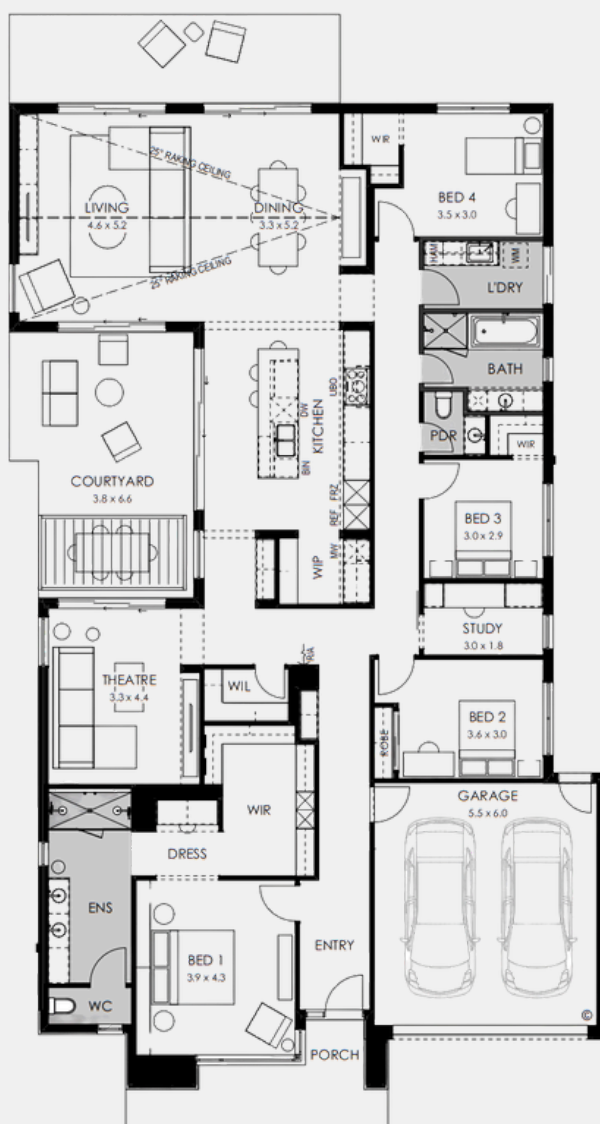 WIR
25° RAKING CEILING
LIVING
4.6 x 5.2
DINING
3.3 x 5.2
25° RAKING CEILING
BED 4
3.5 x 3.0
HAM
WM
L'DRY
BATH
PDR
WIR
UBO
DW
KITCHEN
BIN
FRZ
REF
MW
WIP
COURTYARD
3.8 x 6.6
BED 3
3.0 x 2.9
STUDY
3.0 x 1.8
R/A
THEATRE
3.3 x 4.4
WIL
BED 2
3.6 x 3.0
ROBE
WIR
GARAGE
5.5 x 6.0
DRESS
ENS
BED 1
3.9 x 4.3
ENTRY
WC
PORCH
©